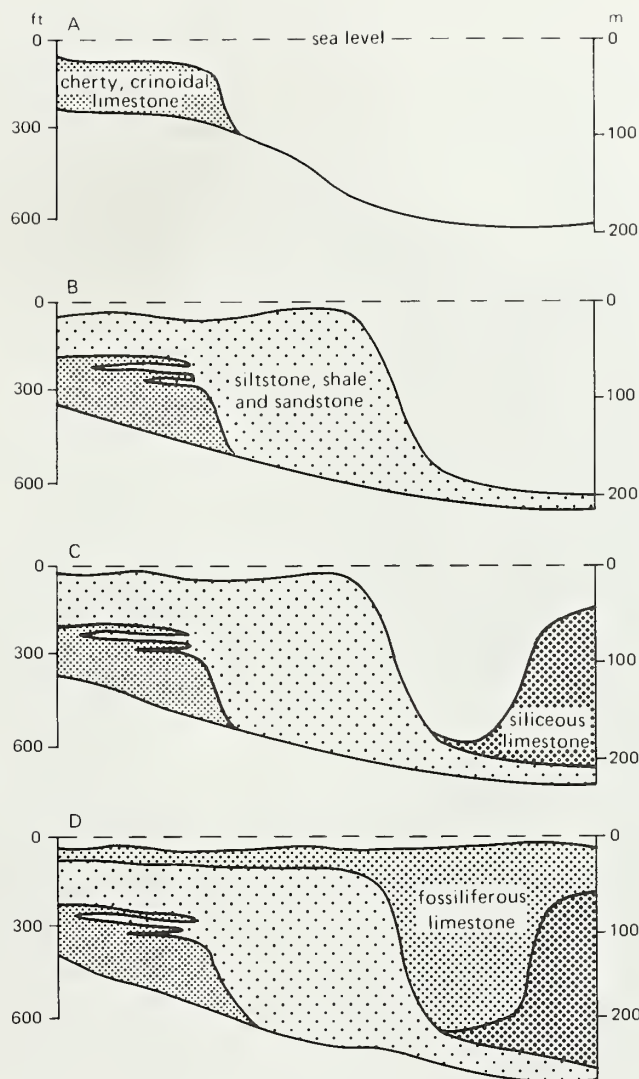 ft
A
m
0
sea level
0
cherty, crinoidal
limestone
300
100
600
200
B
0
0
siltstone, shale
and sandstone
300
100
600
200
C
0
0
300
100
siliceous
limestone
600
200
D
0
0
fossiliferous
limestone
300
100
600
200